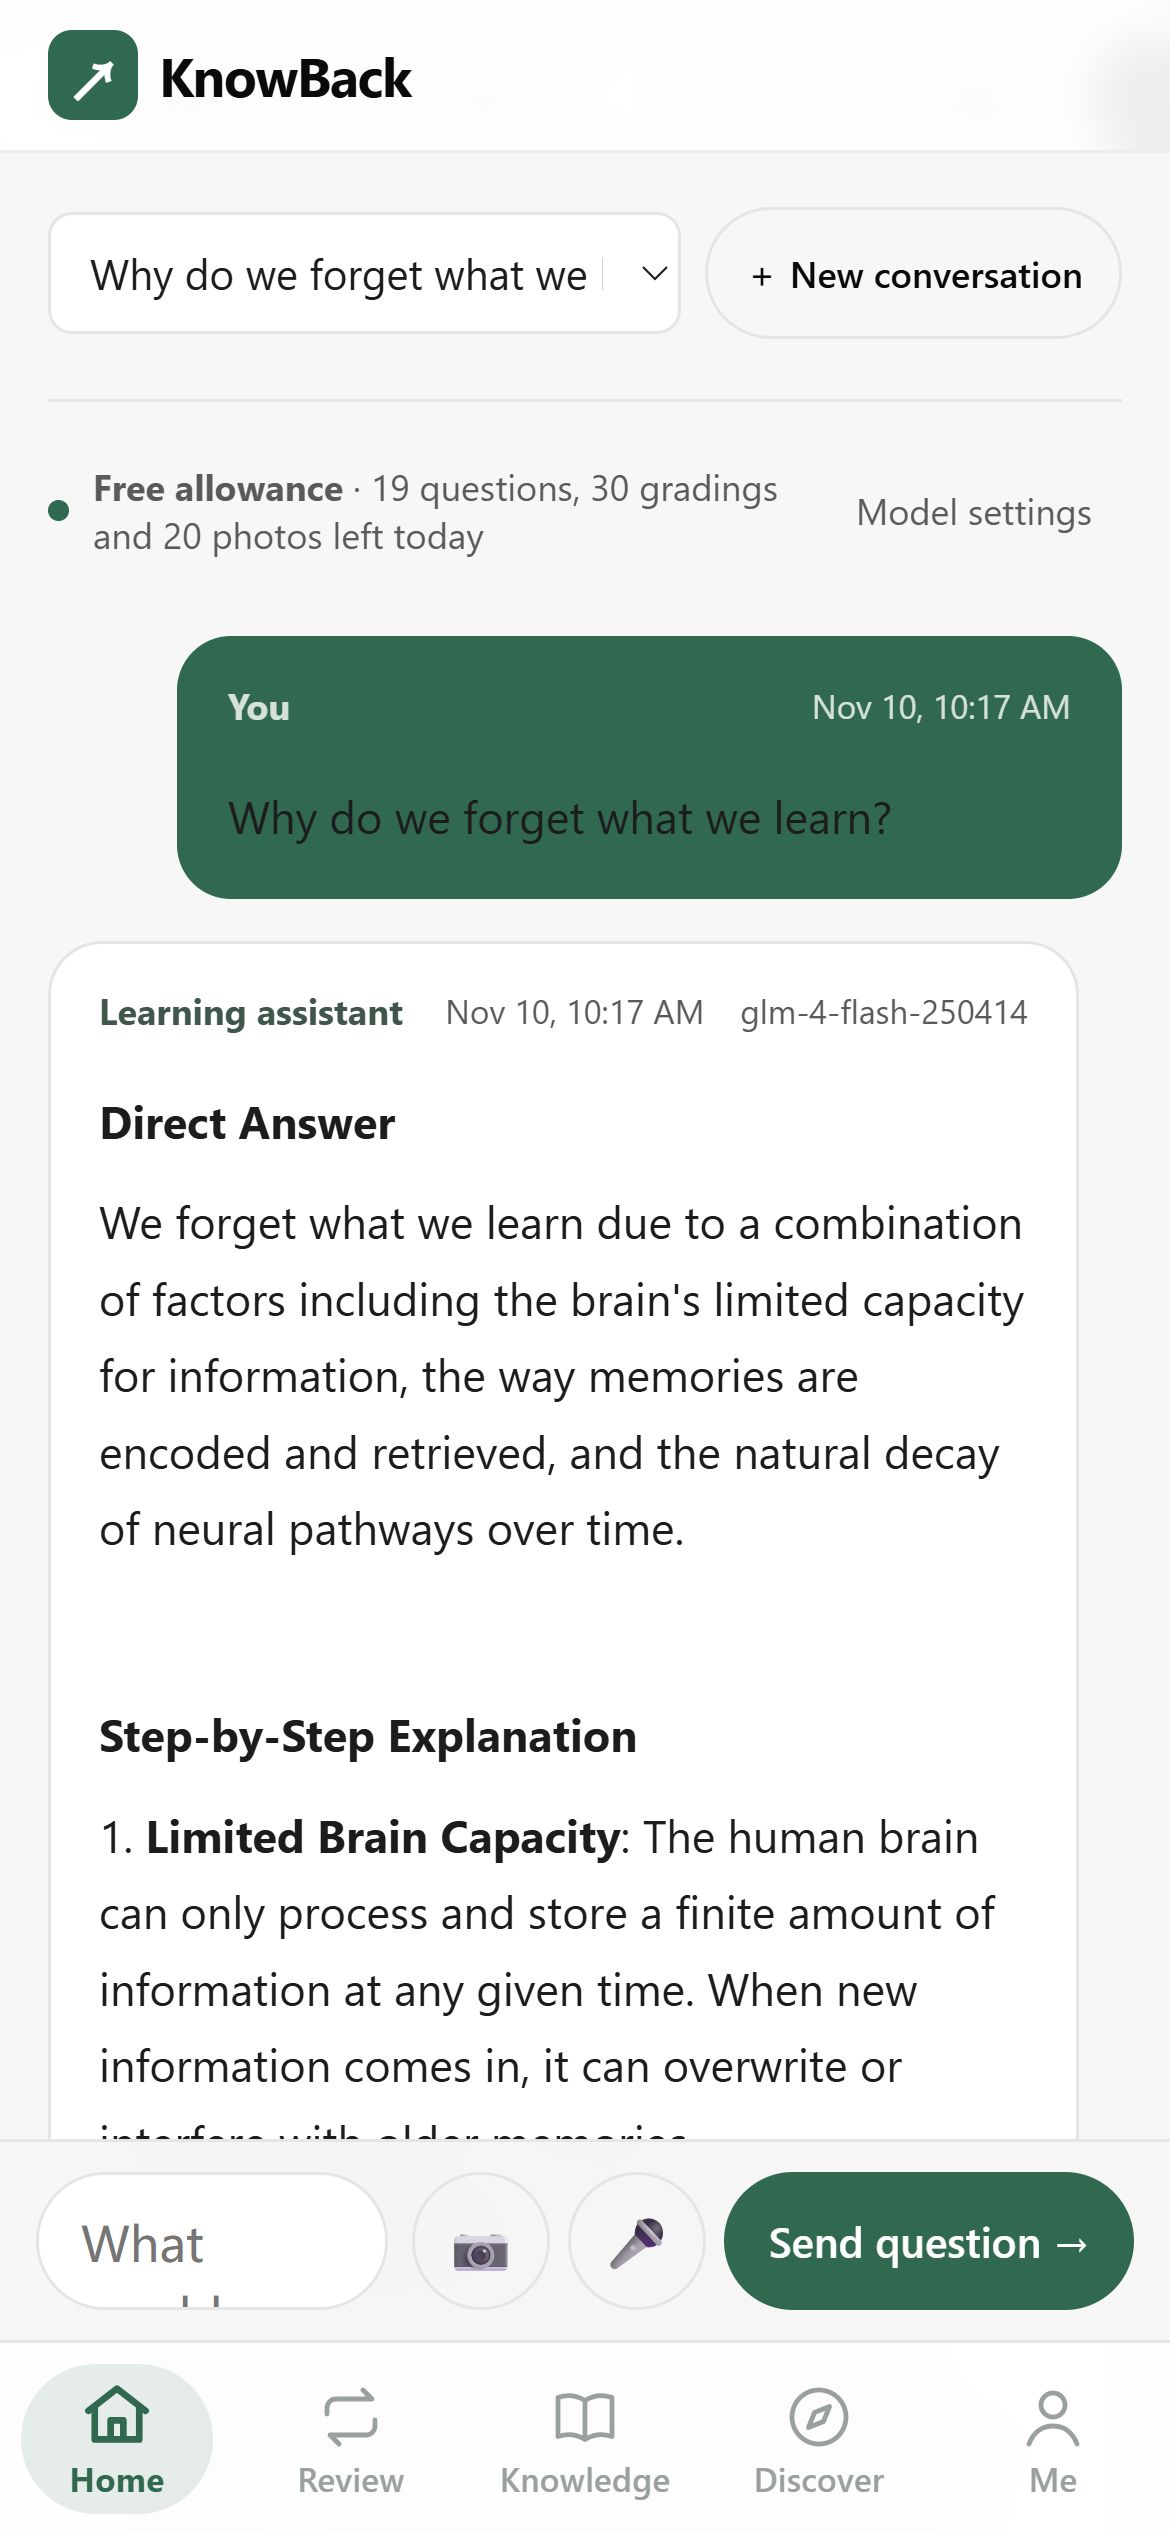 KnowBack
Why do we forget what we
+ New conversation
Free allowance · 19 questions, 30 gradings
and 20 photos left today
Model settings
You
Nov 10, 10:17 AM
Why do we forget what we learn?
Learning assistant Nov 10, 10:17 AM glm-4-flash-250414
Direct Answer
We forget what we learn due to a combination
of factors including the brain's limited capacity
for information, the way memories are
encoded and retrieved, and the natural decay
of neural pathways over time.
Step-by-Step Explanation
1. Limited Brain Capacity: The human brain
can only process and store a finite amount of
information at any given time. When new
information comes in, it can overwrite or
interfere with older memories.
What
Send question →
Home
Review
Knowledge
Discover
Me